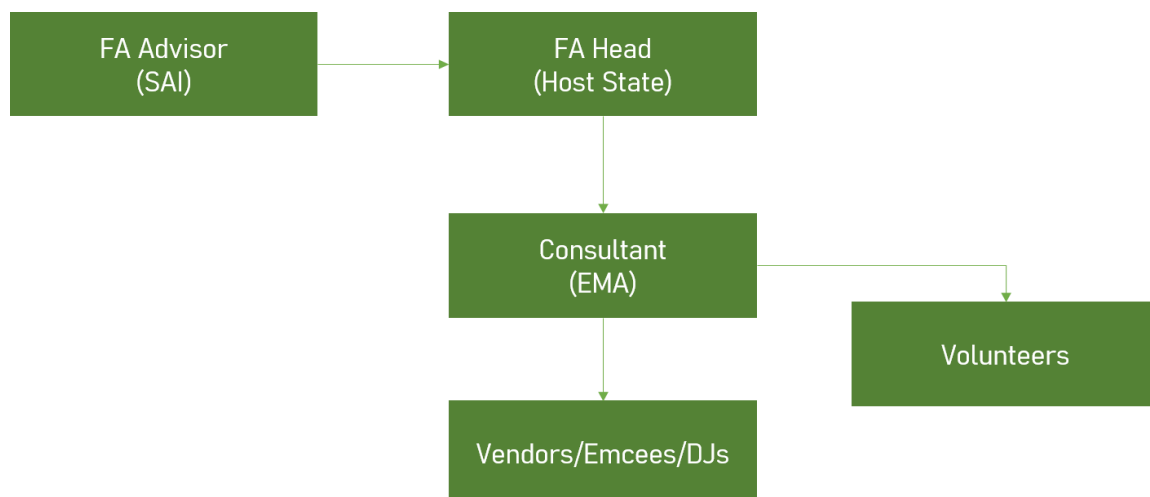 FA Advisor
(SAI)
FA Head
(Host State)
Consultant
(EMA)
Volunteers
Vendors/Emcees/DJs